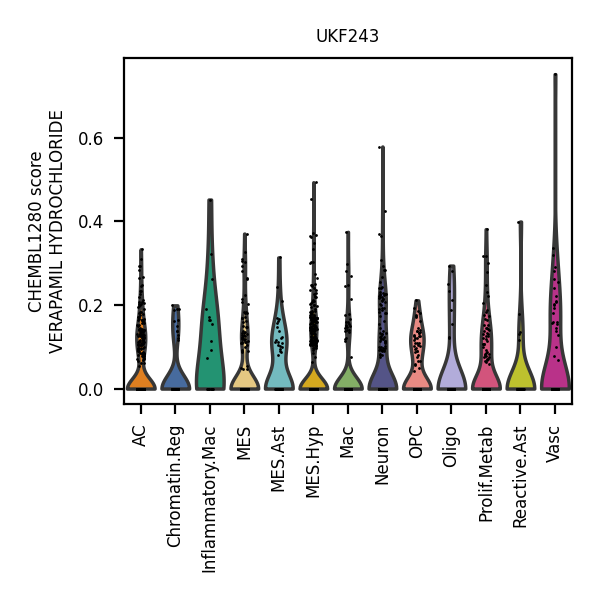 UKF243
CHEMBL1280 score
VERAPAMIL HYDROCHLORIDE
0.6
0.4
0.2
0.0
AC
Chromatin.Reg
Inflammatory.Mac
MES
MES.Ast
MES.Hyp
Mac
Neuron
OPC
Oligo
Prolif.Metab
Reactive.Ast
Vasc